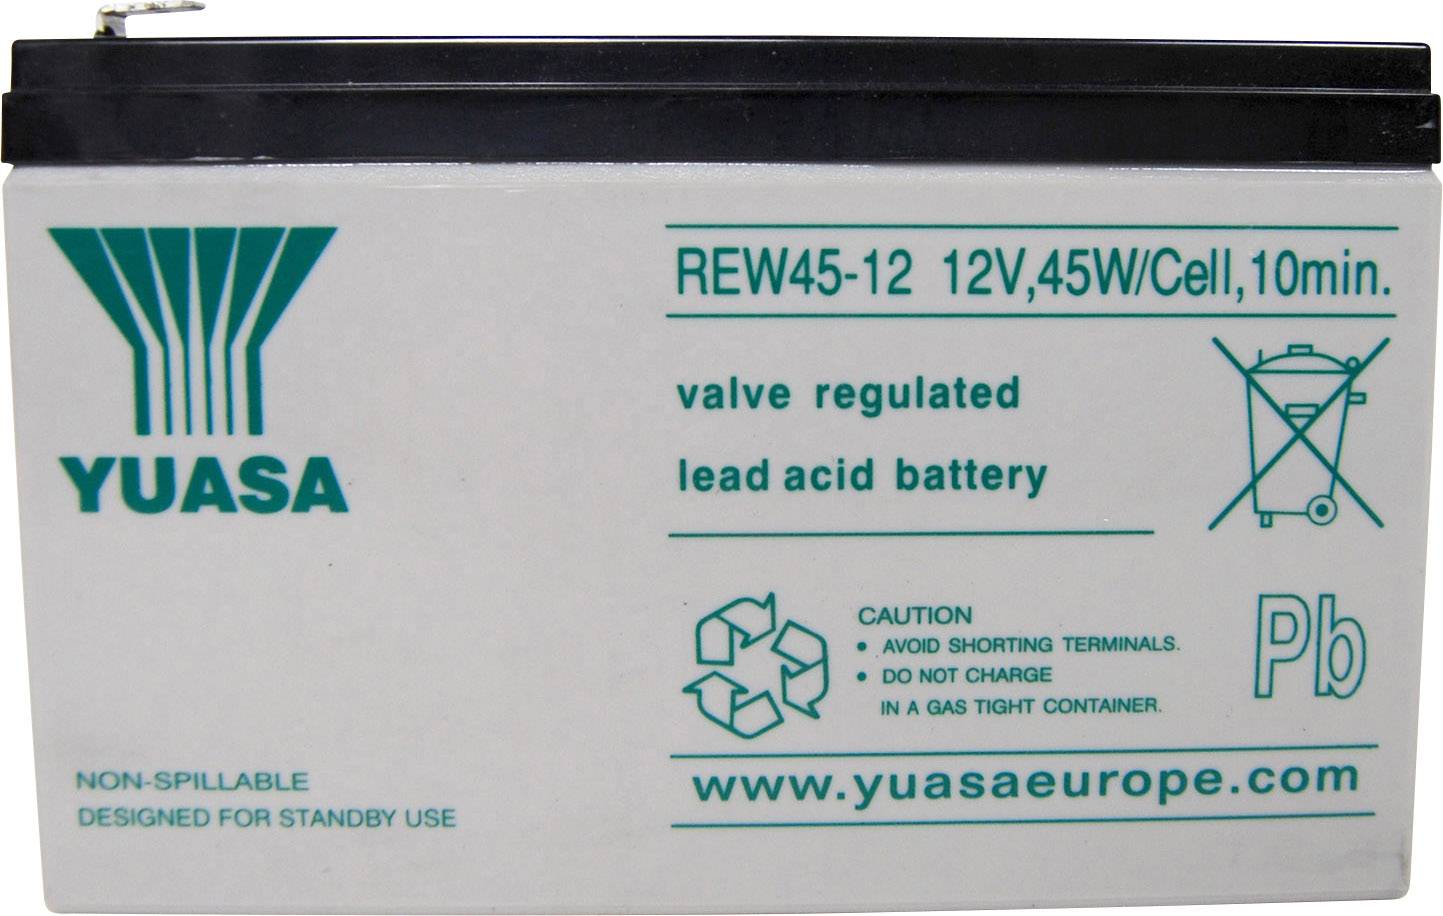 YUASA
REW45-12 12V,45W/Cell,10min.
valve regulated
lead acid battery
CAUTION
• AVOID SHORTING TERMINALS.
• DO NOT CHARGE
IN A GAS TIGHT CONTAINER.
Pb
NON-SPILLABLE
DESIGNED FOR STANDBY USE
www.yuasaeurope.com